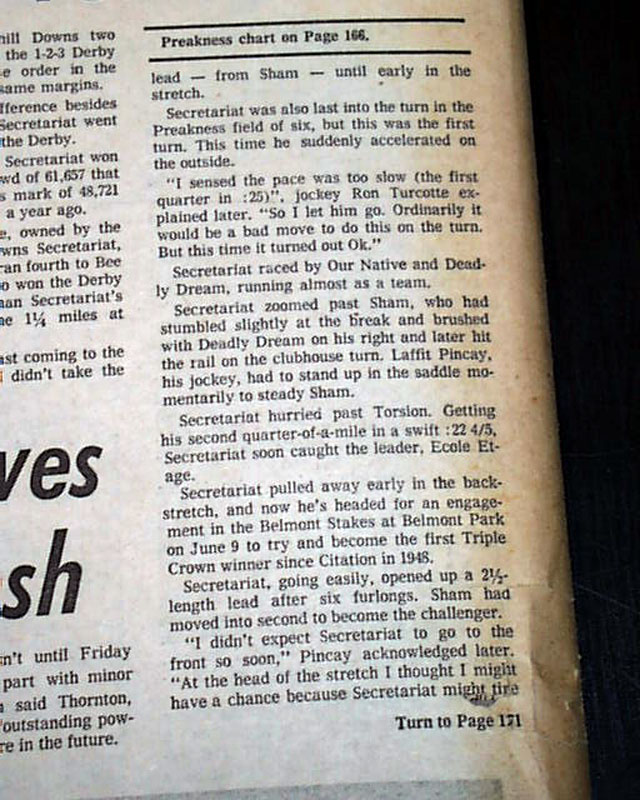 hill Downs two
the 1-2-3 Derby
e order in the
same margins.
fference besides
Secretariat went
the Derby.
Secretariat won
wd of 61,657 that
s mark of 48,721
a year ago.
e, owned by the
wns Secretariat,
ran fourth to Bee
o won the Derby
man Secretariat's
ne 1¼ miles at
ast coming to the
i didn't take the
ves
sh
n't until Friday
part with minor
said Thornton,
"outstanding pow-
re in the future.
Preakness chart on Page 166.
lead — from Sham — until early in the
stretch.
Secretariat was also last into the turn in the
Preakness field of six, but this was the first
turn. This time he suddenly accelerated on
the outside.
"I sensed the pace was too slow (the first
quarter in :25)", jockey Ron Turcotte ex-
plained later. "So I let him go. Ordinarily it
would be a bad move to do this on the turn.
But this time it turned out Ok."
Secretariat raced by Our Native and Dead-
ly Dream, running almost as a team.
Secretariat zoomed past Sham, who had
stumbled slightly at the break and brushed
with Deadly Dream on his right and later hit
the rail on the clubhouse turn. Laffit Pincay,
his jockey, had to stand up in the saddle mo-
mentarily to steady Sham.
Secretariat hurried past Torsion. Getting
his second quarter-of-a-mile in a swift :22 4/5,
Secretariat soon caught the leader, Ecole Et-
age.
Secretariat pulled away early in the back-
stretch, and now he's headed for an engage-
ment in the Belmont Stakes at Belmont Park
on June 9 to try and become the first Triple
Crown winner since Citation in 1948.
Secretariat, going easily, opened up a 2½-
length lead after six furlongs. Sham had
moved into second to become the challenger.
"I didn't expect Secretariat to go to the
front so soon," Pincay acknowledged later.
"At the head of the stretch I thought I might
have a chance because Secretariat might tire
Turn to Page 171